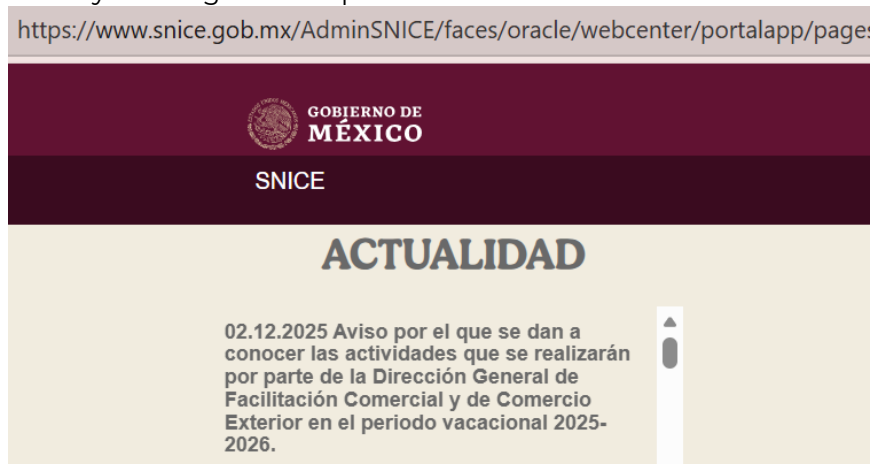 https://www.snice.gob.mx/AdminSNICE/faces/oracle/webcenter/portalapp/pages
GOBIERNO DE
MÉXICO
SNICE
ACTUALIDAD
02.12.2025 Aviso por el que se dan a
conocer las actividades que se realizarán
por parte de la Dirección General de
Facilitación Comercial y de Comercio
Exterior en el periodo vacacional 2025-
2026.